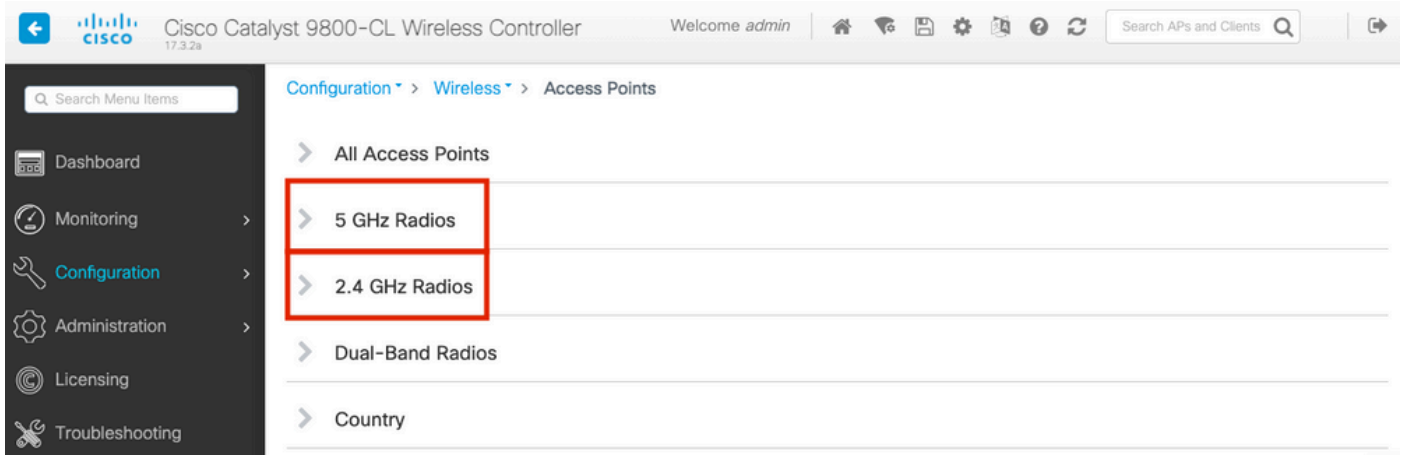 CISCO
Cisco Catalyst 9800-CL Wireless Controller
17.3.2a
Welcome admin
Search APs and Clients
Search Menu Items
Dashboard
Monitoring
Configuration
Administration
Licensing
Troubleshooting
Configuration > Wireless > Access Points
All Access Points
5 GHz Radios
2.4 GHz Radios
Dual-Band Radios
Country